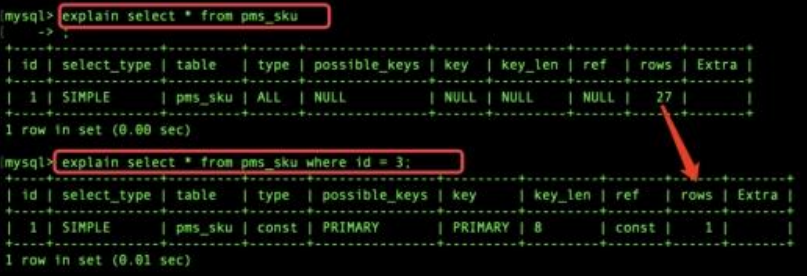 mysql> explain select * from pms_sku
-> ;
+----+-------------+---------+------+---------------+------+---------+------+------+-------+
| id | select_type | table | type | possible_keys | key | key_len | ref | rows | Extra |
+----+-------------+---------+------+---------------+------+---------+------+------+-------+
| 1 | SIMPLE | pms_sku | ALL | NULL | NULL | NULL | NULL | 27 | |
+----+-------------+---------+------+---------------+------+---------+------+------+-------+
1 row in set (0.00 sec)
mysql> explain select * from pms_sku where id = 3;
+----+-------------+---------+-------+---------------+---------+---------+-------+------+-------+
| id | select_type | table | type | possible_keys | key | key_len | ref | rows | Extra |
+----+-------------+---------+-------+---------------+---------+---------+-------+------+-------+
| 1 | SIMPLE | pms_sku | const | PRIMARY | PRIMARY | 8 | const | 1 | |
+----+-------------+---------+-------+---------------+---------+---------+-------+------+-------+
1 row in set (0.01 sec)